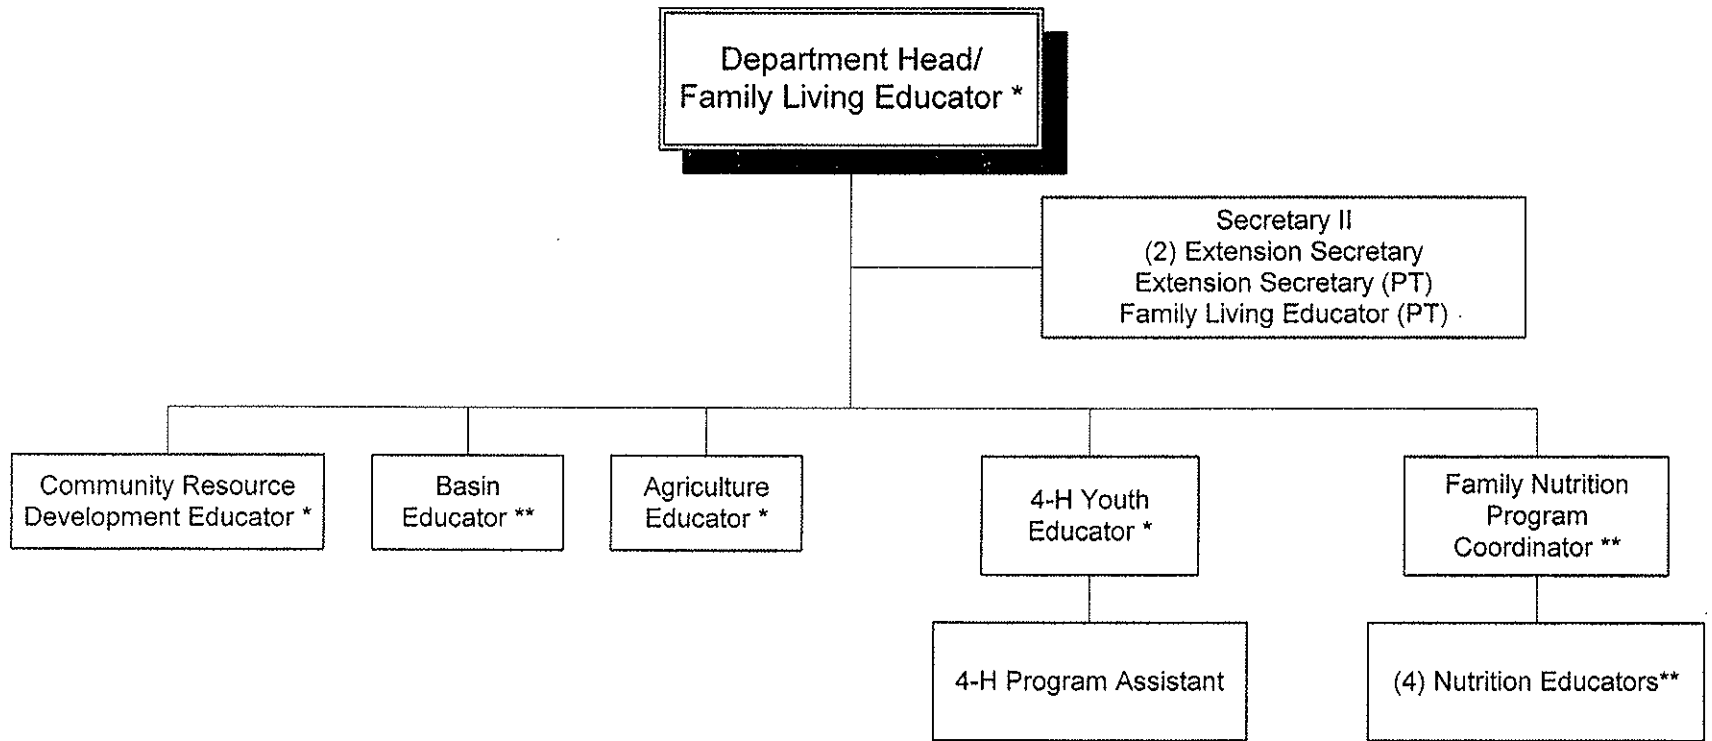 Department Head/
Family Living Educator *
Secretary II
(2) Extension Secretary
Extension Secretary (PT)
Family Living Educator (PT)
Community Resource
Development Educator *
Basin
Educator **
Agriculture
Educator *
4-H Youth
Educator *
Family Nutrition
Program
Coordinator **
4-H Program Assistant
(4) Nutrition Educators**